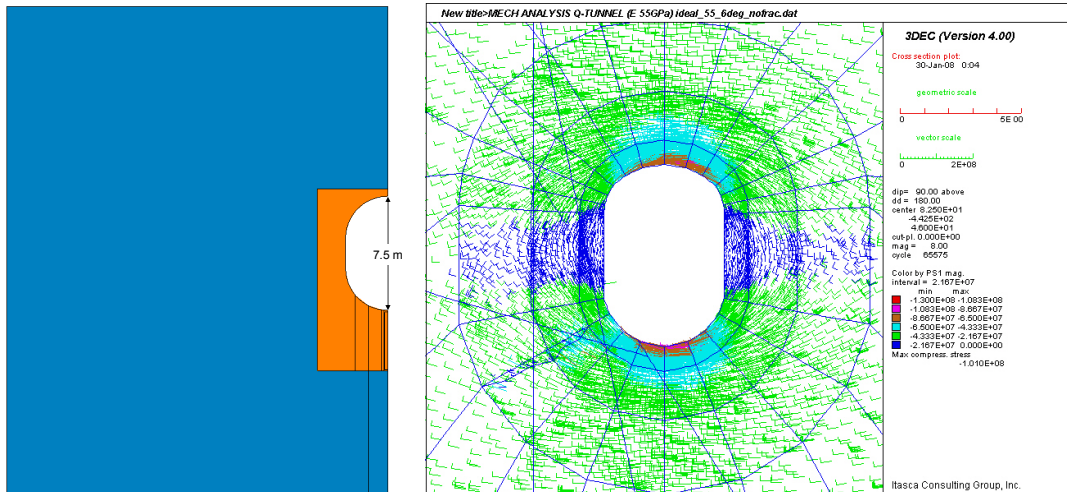 7.5 m
New title>MECH ANALYSIS Q-TUNNEL (E 55GPa) ideal_55_6deg_nofrac.dat
3DEC (Version 4.00)
Cross section plot:
30-Jan-08 0:04
geometric scale
0 5E 00
vector scale
0 2E+08
dip= 90.00 above
dd = 180.00
center 8.250E+01
-4.425E+02
4.600E+01
cut-pl. 0.000E+00
mag = 8.00
cycle 65575
Color by PS1 mag.
interval = 2.167E+07
min max
-1.300E+08 -1.083E+08
-1.083E+08 -8.667E+07
-8.667E+07 -6.500E+07
-6.500E+07 -4.333E+07
-4.333E+07 -2.167E+07
-2.167E+07 0.000E+00
Max compress. stress
-1.010E+08
Itasca Consulting Group, Inc.